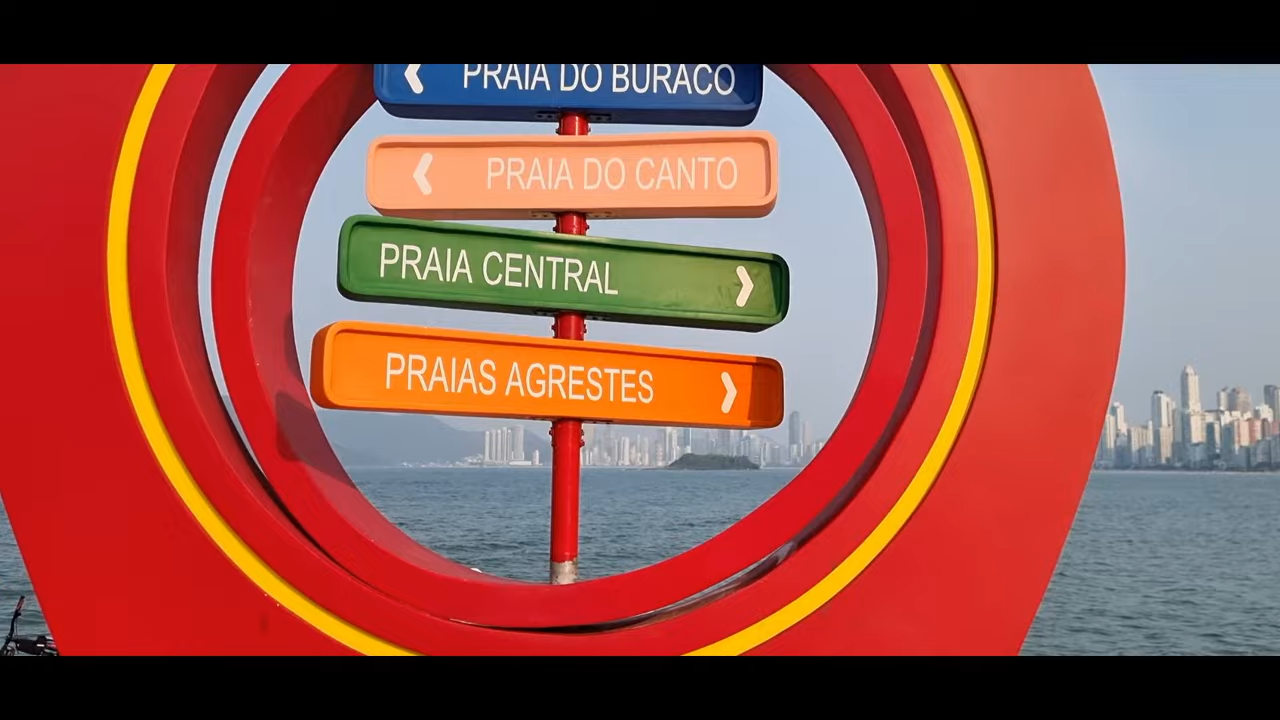 PRAIA DO BURACO
PRAIA DO CANTO
PRAIA CENTRAL
PRAIAS AGRESTES